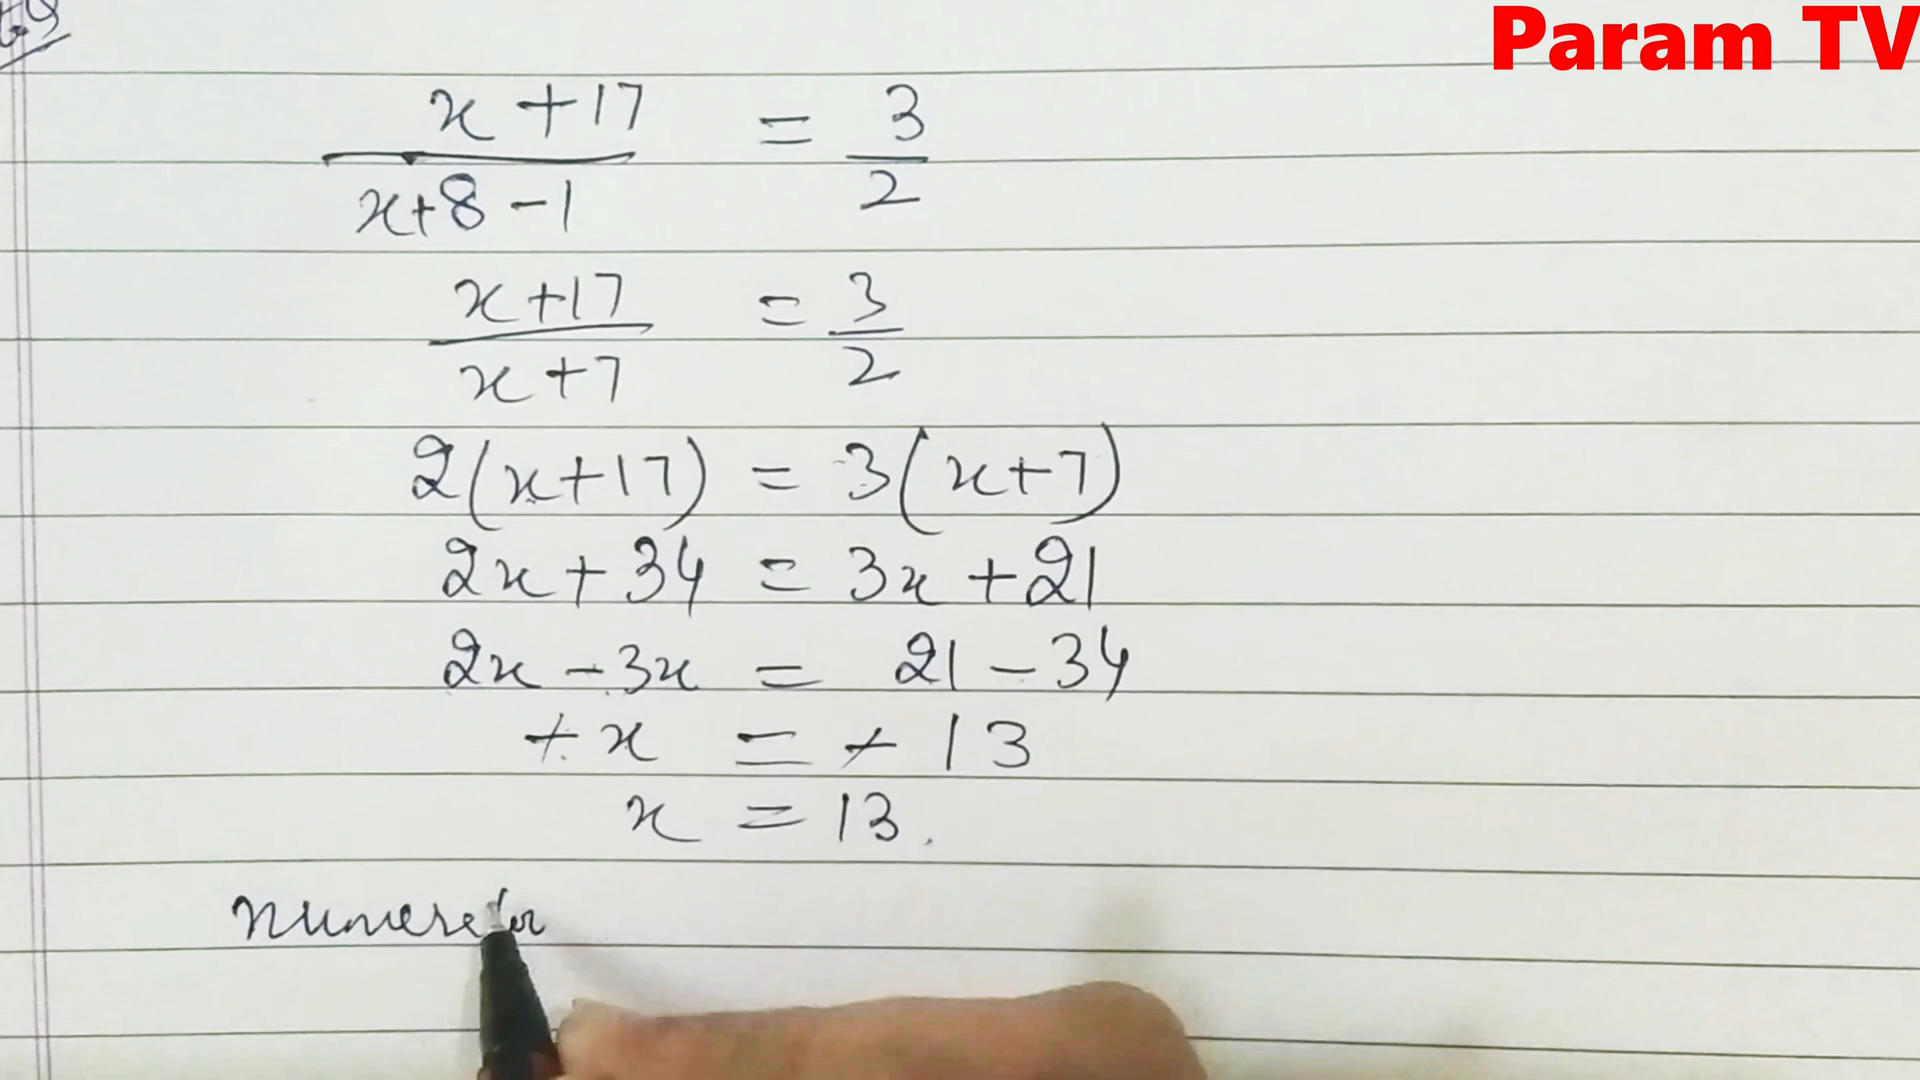 Param TV
x + 17 / x+8-1 = 3/2
x+17 / x+7 = 3/2
2(x+17) = 3(x+7)
2x + 34 = 3x + 21
2x - 3x = 21 - 34
- x = - 13
x = 13.